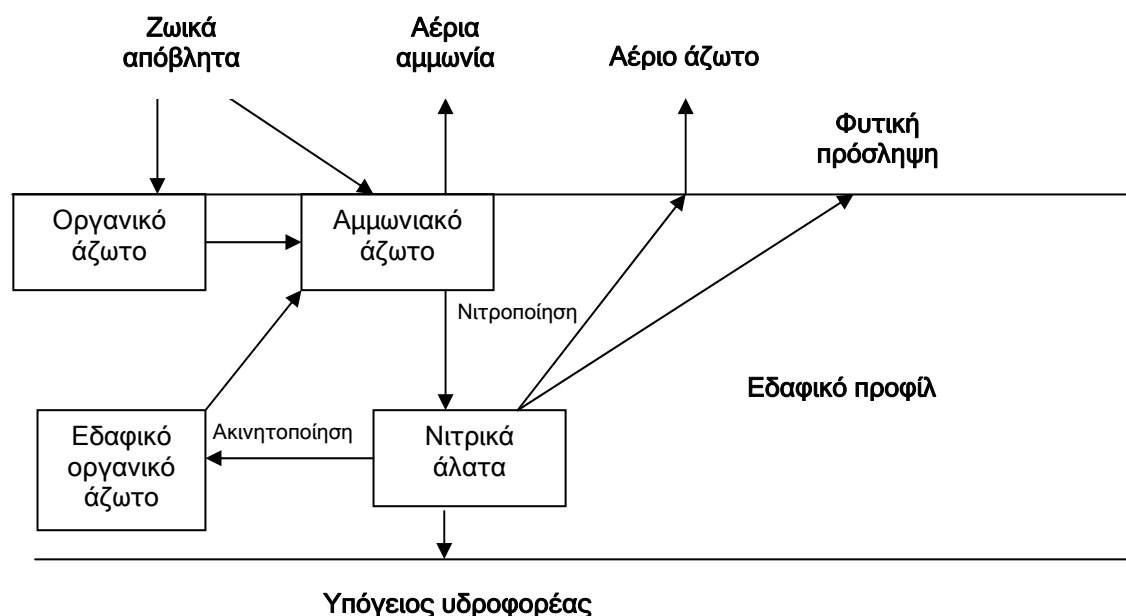 Ζωικά
απόβλητα
Αέρια
αμμωνία
Αέριο άζωτο
Φυτική
πρόσληψη
Οργανικό
άζωτο
Αμμωνιακό
άζωτο
Νιτροποίηση
Εδαφικό προφίλ
Εδαφικό
οργανικό
άζωτο
Ακινητοποίηση
Νιτρικά
άλατα
Υπόγειος υδροφορέας